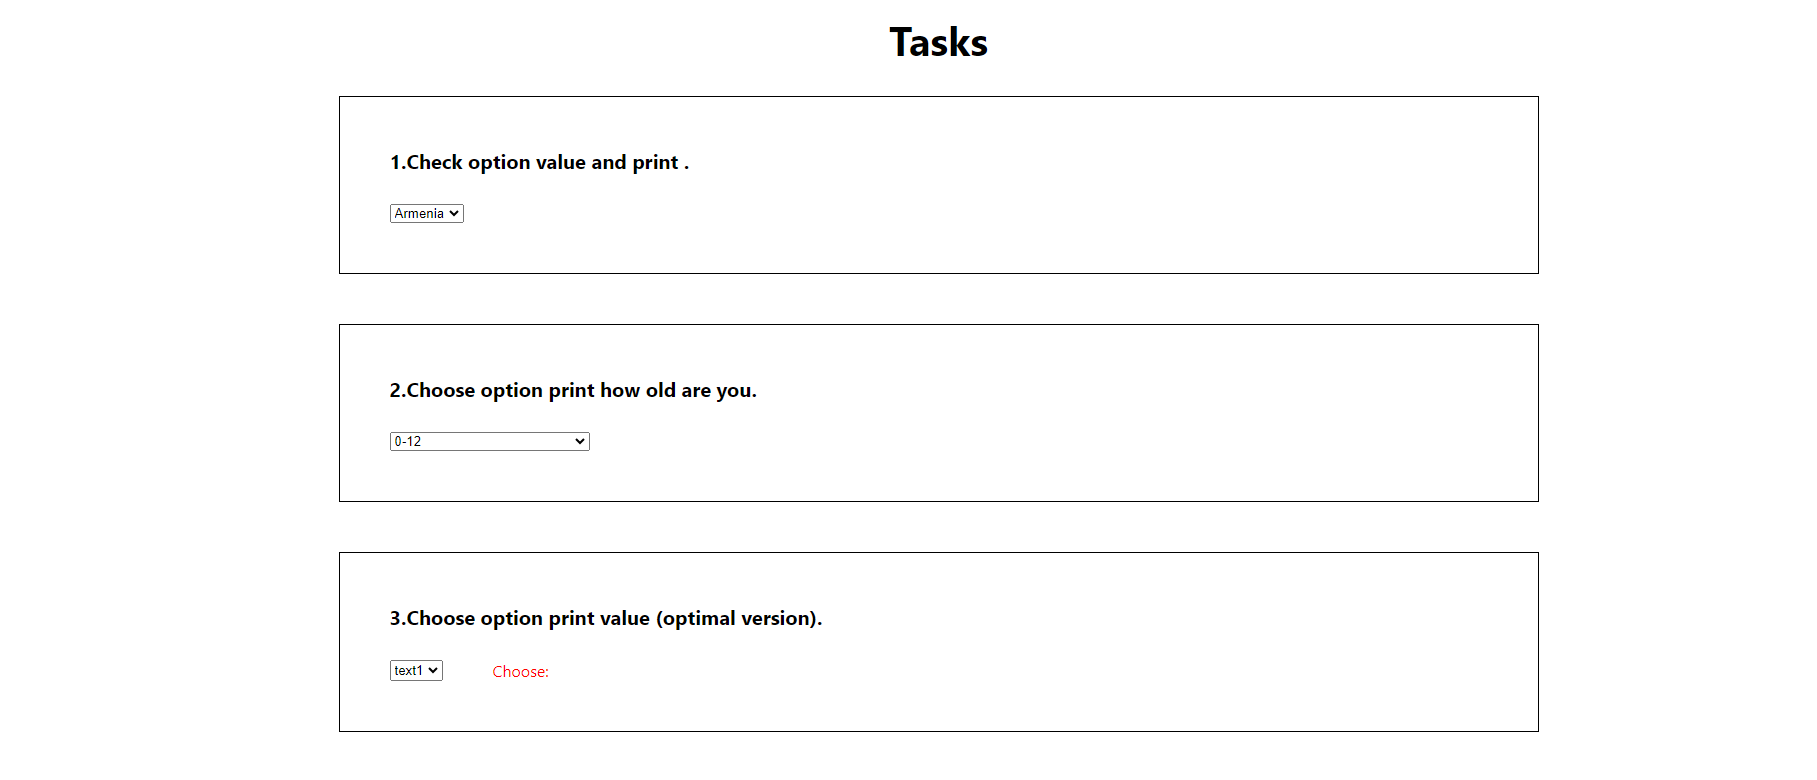 Tasks
1.Check option value and print .
Armenia
2.Choose option print how old are you.
0-12
3.Choose option print value (optimal version).
text1 Choose: